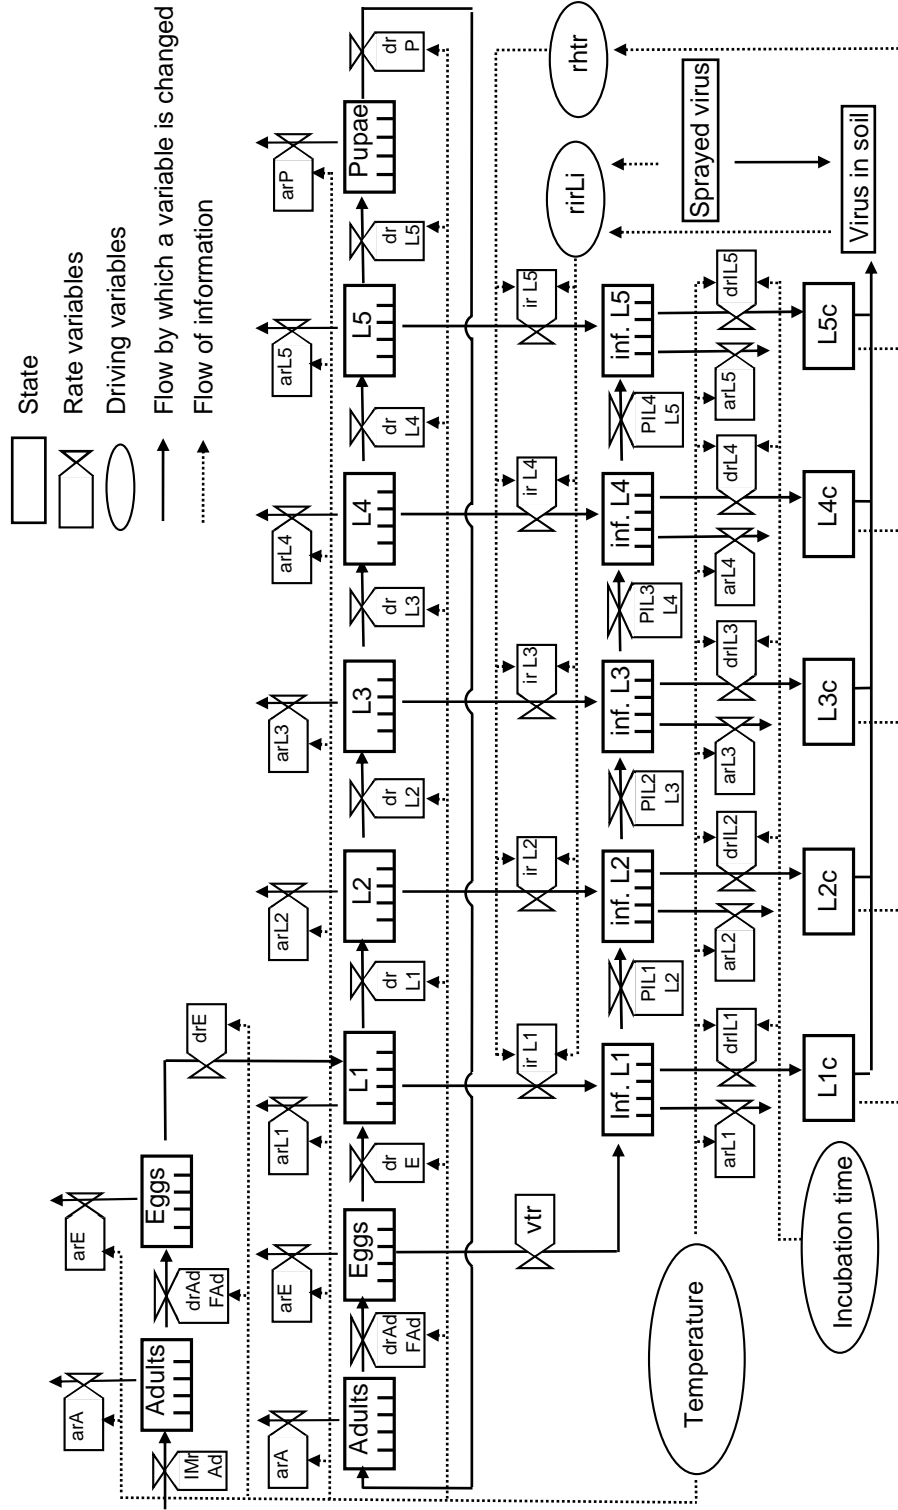 State
Rate variables
Driving variables
Flow by which a variable is changed
Flow of information
arA
arE
Adults
Eggs
IMr
Ad
drAd
FAd
drE
arA
arE
arL1
arL2
arL3
arL4
arL5
arP
Adults
Eggs
L1
L2
L3
L4
L5
Pupae
drAd
FAd
dr
E
dr
L1
dr
L2
dr
L3
dr
L4
dr
L5
dr
P
vtr
ir L1
ir L2
ir L3
ir L4
ir L5
rhtr
rirLi
Inf. L1
inf. L2
inf. L3
inf. L4
inf. L5
PIL1
L2
PIL2
L3
PIL3
L4
PIL4
L5
Temperature
Sprayed virus
arL1
drIL1
arL2
drIL2
arL3
drIL3
arL4
drL4
arL5
drIL5
Incubation time
L1c
L2c
L3c
L4c
L5c
Virus in soil